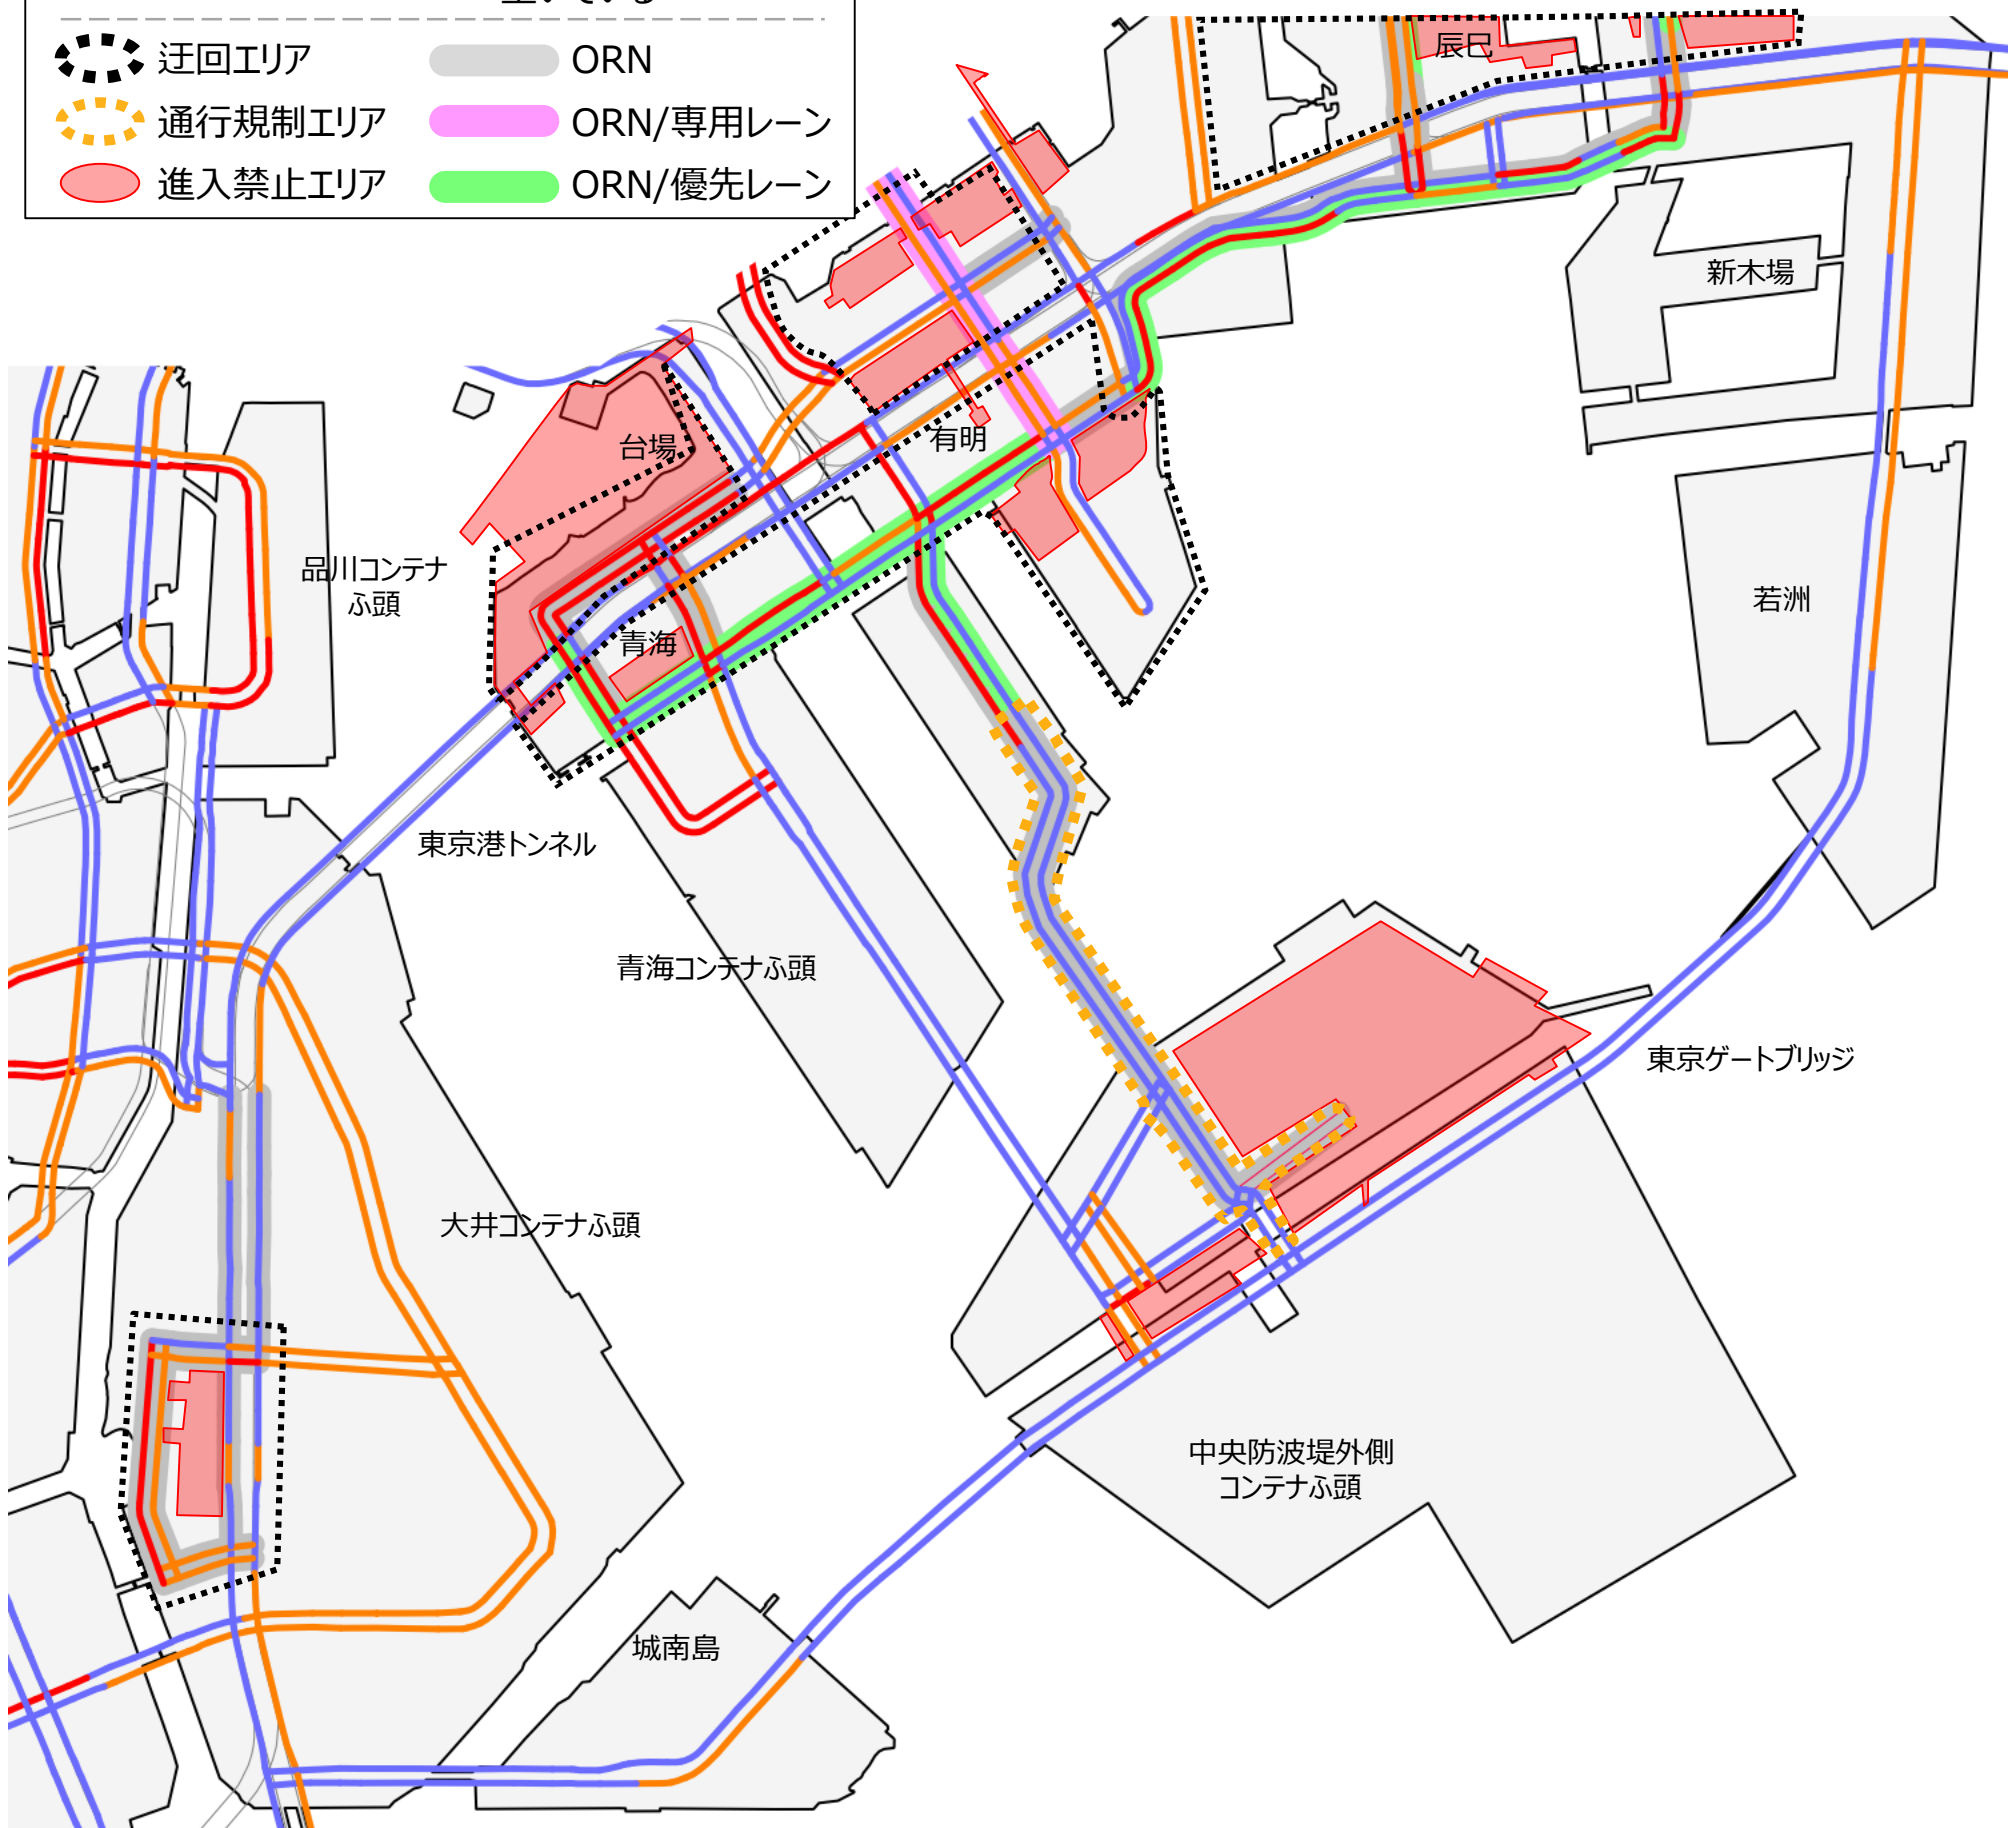 空いている
迂回エリア
ORN
通行規制エリア
ORN/専用レーン
進入禁止エリア
ORN/優先レーン
辰巳
新木場
台場
有明
品川コンテナ
ふ頭
若洲
青海
東京港トンネル
青海コンテナふ頭
東京ゲートブリッジ
大井コンテナふ頭
中央防波堤外側
コンテナふ頭
城南島